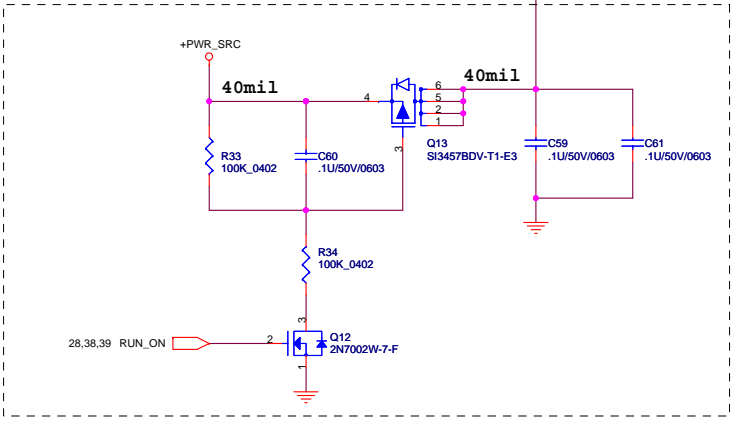 +PWR_SRC
40mil
40mil
4
6
5
2
1
3
Q13
SI3457BDV-T1-E3
R33
100K_0402
C60
.1U/50V/0603
C59
.1U/50V/0603
C61
.1U/50V/0603
R34
100K_0402
3
28,38,39 RUN_ON
2
Q12
2N7002W-7-F
1